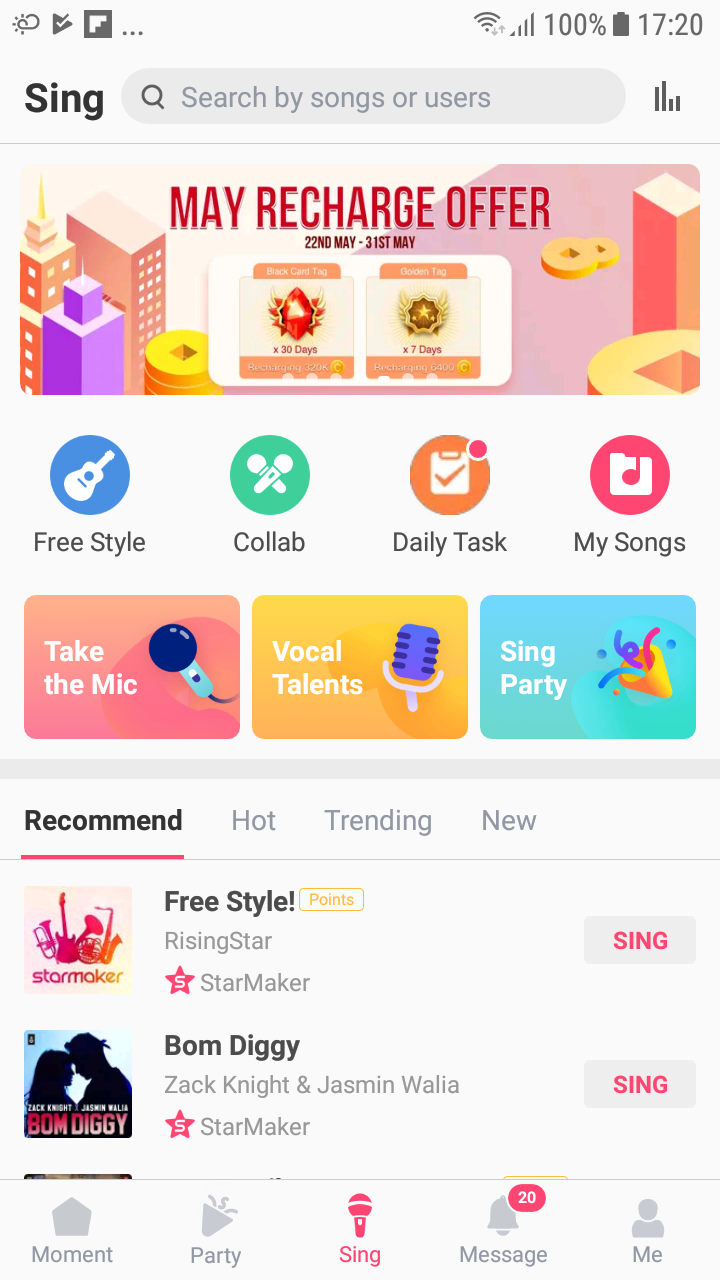 ... 100% 17:20
Sing
Search by songs or users
MAY RECHARGE OFFER
22ND MAY - 31ST MAY
Black Card Tag
Golden Tag
x 30 Days
x 7 Days
Recharging 320K
Recharging 6400
Free Style
Collab
Daily Task
My Songs
Take
the Mic
Vocal
Talents
Sing
Party
Recommend
Hot
Trending
New
starmaker
Free Style! Points
RisingStar
StarMaker
SING
ZACK KNIGHT X JASMIN WALIA
BOM DIGGY
Bom Diggy
Zack Knight & Jasmin Walia
StarMaker
SING
Moment
Party
Sing
20
Message
Me